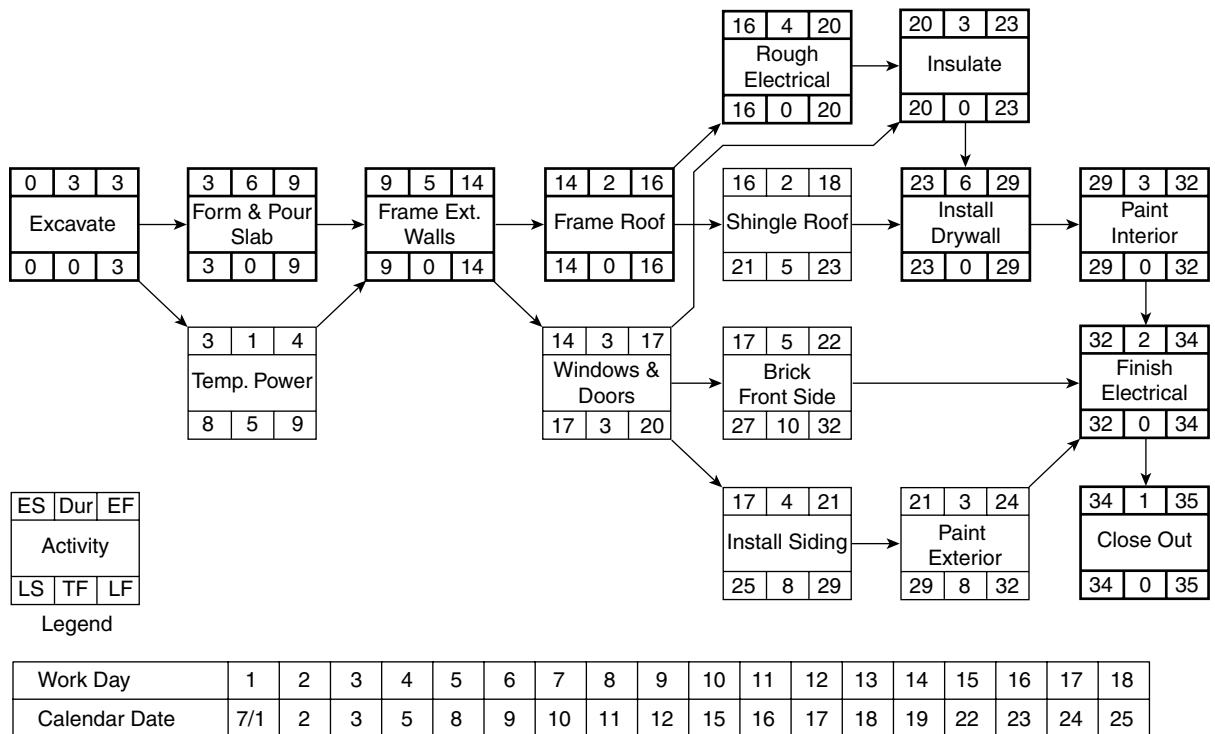 16 4 20
Rough
Electrical
16 0 20
20 3 23
Insulate
20 0 23
0 3 3
Excavate
0 0 3
3 6 9
Form & Pour
Slab
3 0 9
9 5 14
Frame Ext.
Walls
9 0 14
14 2 16
Frame Roof
14 0 16
16 2 18
Shingle Roof
21 5 23
23 6 29
Install
Drywall
23 0 29
29 3 32
Paint
Interior
29 0 32
3 1 4
Temp. Power
8 5 9
14 3 17
Windows &
Doors
17 3 20
17 5 22
Brick
Front Side
27 10 32
32 2 34
Finish
Electrical
32 0 34
17 4 21
Install Siding
25 8 29
21 3 24
Paint
Exterior
29 8 32
34 1 35
Close Out
34 0 35
ES Dur EF
Activity
LS TF LF
Legend
Work Day 1 2 3 4 5 6 7 8 9 10 11 12 13 14 15 16 17 18
Calendar Date 7/1 2 3 5 8 9 10 11 12 15 16 17 18 19 22 23 24 25